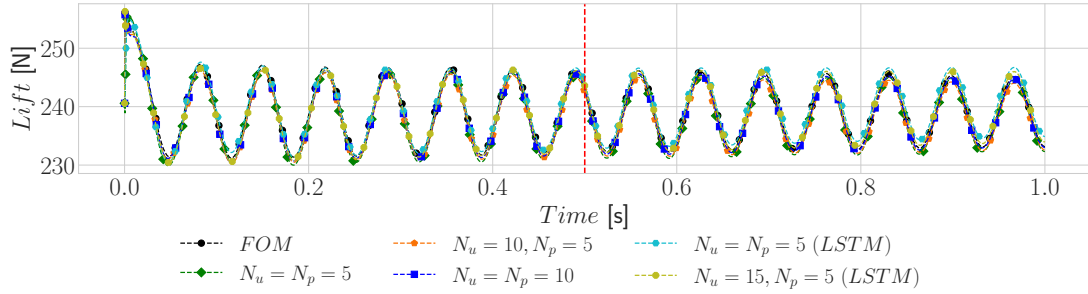 Lift [N]
250
240
230
0.0 0.2 0.4 0.6 0.8 1.0
Time [s]
FOM N_u = 10, N_p = 5 N_u = N_p = 5 (LSTM)
N_u = N_p = 5 N_u = N_p = 10 N_u = 15, N_p = 5 (LSTM)